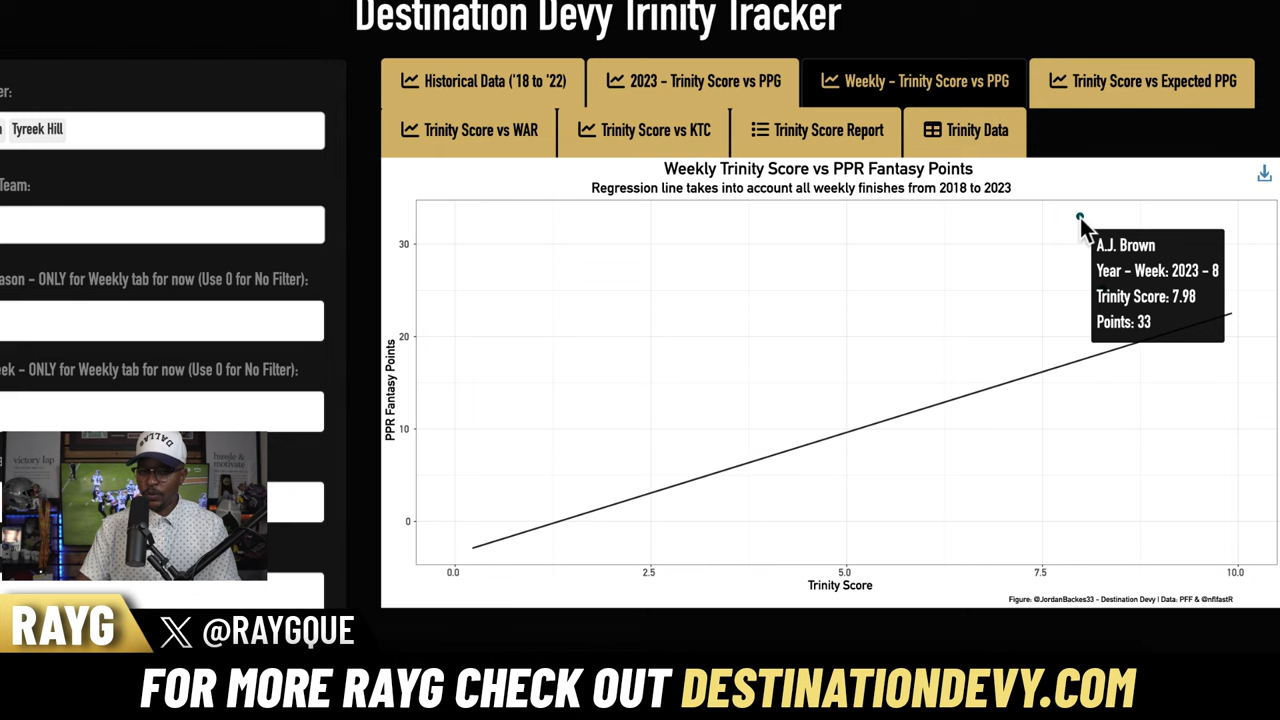 Destination Devy Trinity Tracker
er:
Tyreek Hill
Team:
ason - ONLY for Weekly tab for now (Use 0 for No Filter):
eek - ONLY for Weekly tab for now (Use 0 for No Filter):
Historical Data ('18 to '22)
2023 - Trinity Score vs PPG
Weekly - Trinity Score vs PPG
Trinity Score vs Expected PPG
Trinity Score vs WAR
Trinity Score vs KTC
Trinity Score Report
Trinity Data
Weekly Trinity Score vs PPR Fantasy Points
Regression line takes into account all weekly finishes from 2018 to 2023
30
20
10
0
PPR Fantasy Points
A.J. Brown
Year - Week: 2023 - 8
Trinity Score: 7.98
Points: 33
0.0 2.5 5.0 7.5 10.0
Trinity Score
Figure: @JordanBackes33 - Destination Devy | Data: PFF & @nflfastR
victory lap
hustle &
motivate
DALLAS
RAYG
X @RAYGQUE
FOR MORE RAYG CHECK OUT DESTINATIONDEVY.COM